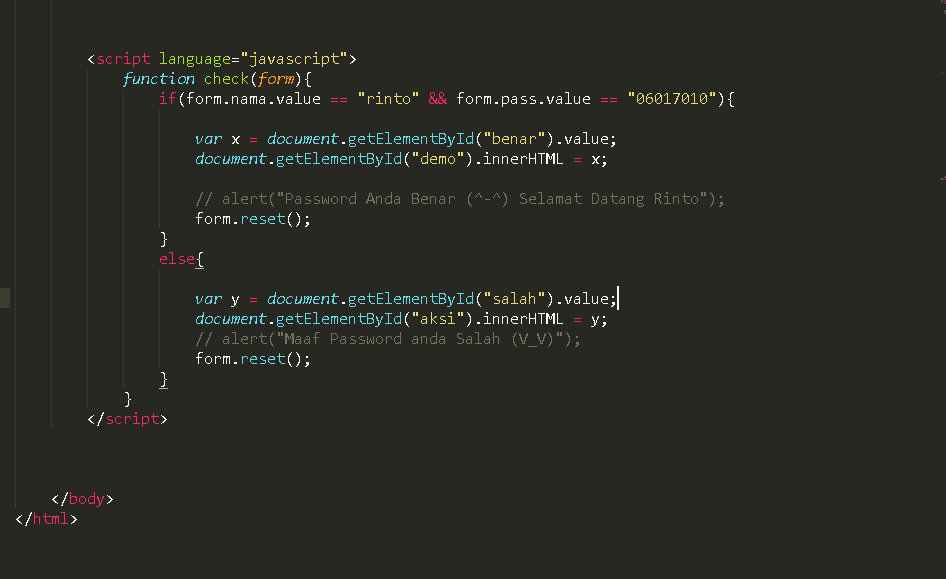 <script language="javascript">
function check(form){
if(form.nama.value == "rinto" && form.pass.value == "06017010"){
var x = document.getElementById("benar").value;
document.getElementById("demo").innerHTML = x;
// alert("Password Anda Benar (^-^) Selamat Datang Rinto");
form.reset();
}
else{
var y = document.getElementById("salah").value;
document.getElementById("aksi").innerHTML = y;
// alert("Maaf Password anda Salah (V_V)");
form.reset();
}
}
</script>
</body>
</html>